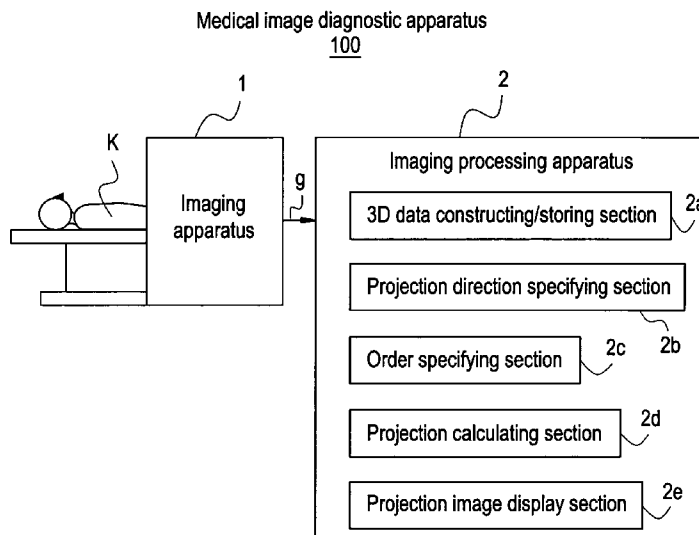 Medical image diagnostic apparatus
100
1
2
K
Imaging
apparatus
g
Imaging processing apparatus
3D data constructing/storing section
2a
Projection direction specifying section
2b
Order specifying section
2c
Projection calculating section
2d
Projection image display section
2e